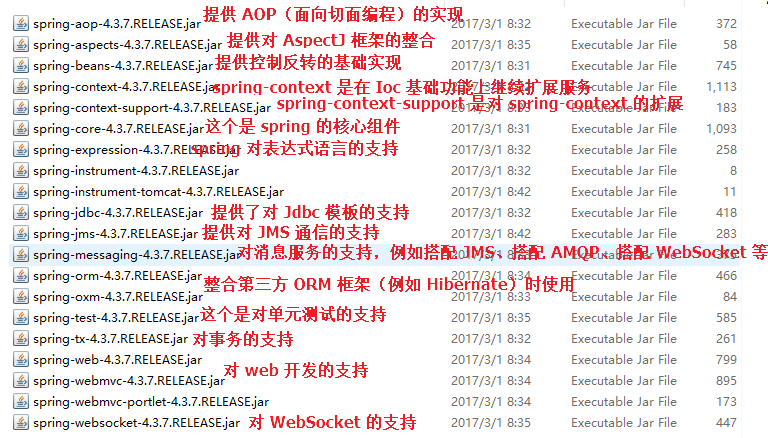 提供 AOP（面向切面编程）的实现
spring-aop-4.3.7.RELEASE.jar 2017/3/1 8:32 Executable Jar File 372
spring-aspects-4.3.7.RELEASE.jar 提供对 AspectJ 框架的整合 2017/3/1 8:35 Executable Jar File 58
spring-beans-4.3.7.RELEASE.jar 提供控制反转的基础实现 2017/3/1 8:31 Executable Jar File 745
spring-context-4.3.7.RELEASE.jar spring-context 是在 Ioc 基础功能上继续扩展服务 Executable Jar File 1,113
spring-context-support-4.3.7.RELEASE.jar spring-context-support 是对 spring-context 的扩展 183
spring-core-4.3.7.RELEASE.jar 这个是 spring 的核心组件 2017/3/1 8:31 Executable Jar File 1,093
spring-expression-4.3.7.RELEASE.jar spring 对表达式语言的支持 2017/3/1 8:32 Executable Jar File 258
spring-instrument-4.3.7.RELEASE.jar 2017/3/1 8:31 Executable Jar File 8
spring-instrument-tomcat-4.3.7.RELEASE.jar 2017/3/1 8:42 Executable Jar File 11
spring-jdbc-4.3.7.RELEASE.jar 提供了对 Jdbc 模板的支持 2017/3/1 8:32 Executable Jar File 418
spring-jms-4.3.7.RELEASE.jar 提供对 JMS 通信的支持 2017/3/1 8:42 Executable Jar File 283
spring-messaging-4.3.7.RELEASE.jar 对消息服务的支持，例如搭配 JMS、搭配 AMQP、搭配 WebSocket 等
spring-orm-4.3.7.RELEASE.jar 2017/3/1 8:34 Executable Jar File 466
整合第三方 ORM 框架（例如 Hibernate）时使用
spring-oxm-4.3.7.RELEASE.jar 2017/3/1 8:33 Executable Jar File 84
spring-test-4.3.7.RELEASE.jar 这个是对单元测试的支持 2017/3/1 8:35 Executable Jar File 585
spring-tx-4.3.7.RELEASE.jar 对事务的支持 2017/3/1 8:32 Executable Jar File 261
spring-web-4.3.7.RELEASE.jar 2017/3/1 8:34 Executable Jar File 799
对 web 开发的支持
spring-webmvc-4.3.7.RELEASE.jar 2017/3/1 8:34 Executable Jar File 895
spring-webmvc-portlet-4.3.7.RELEASE.jar 2017/3/1 8:34 Executable Jar File 173
spring-websocket-4.3.7.RELEASE.jar 对 WebSocket 的支持 2017/3/1 8:35 Executable Jar File 447